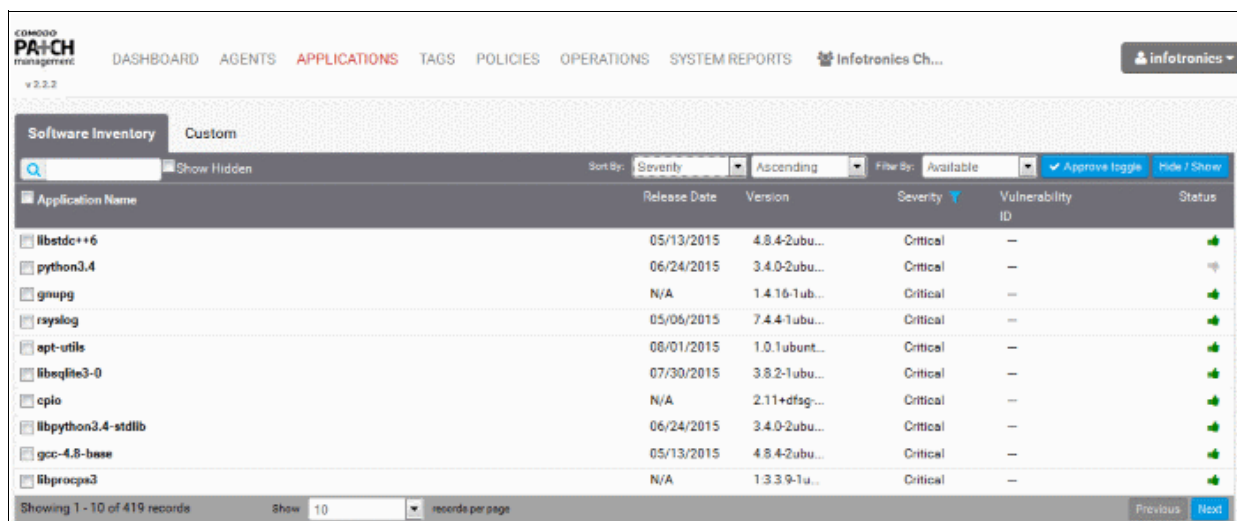 COMODO
PATCH
management
v 2.2.2
DASHBOARD AGENTS APPLICATIONS TAGS POLICIES OPERATIONS SYSTEM REPORTS Infotronics Ch... infotronics
Software Inventory Custom
Show Hidden Sort By: Severity Ascending Filter By: Available Approve toggle Hide / Show
Application Name Release Date Version Severity Vulnerability ID Status
libstdc++6 05/13/2015 4.8.4-2ubu... Critical —
python3.4 06/24/2015 3.4.0-2ubu... Critical —
gnupg N/A 1.4.16-1ub... Critical —
rsyslog 05/06/2015 7.4.4-1ubu... Critical —
apt-utils 08/01/2015 1.0.1ubunt... Critical —
libsqlite3-0 07/30/2015 3.8.2-1ubu... Critical —
cpio N/A 2.11+dfsg-... Critical —
libpython3.4-stdlib 06/24/2015 3.4.0-2ubu... Critical —
gcc-4.8-base 05/13/2015 4.8.4-2ubu... Critical —
libprocps3 N/A 1:3.3.9-1u... Critical —
Showing 1 - 10 of 419 records Show 10 records per page Previous Next